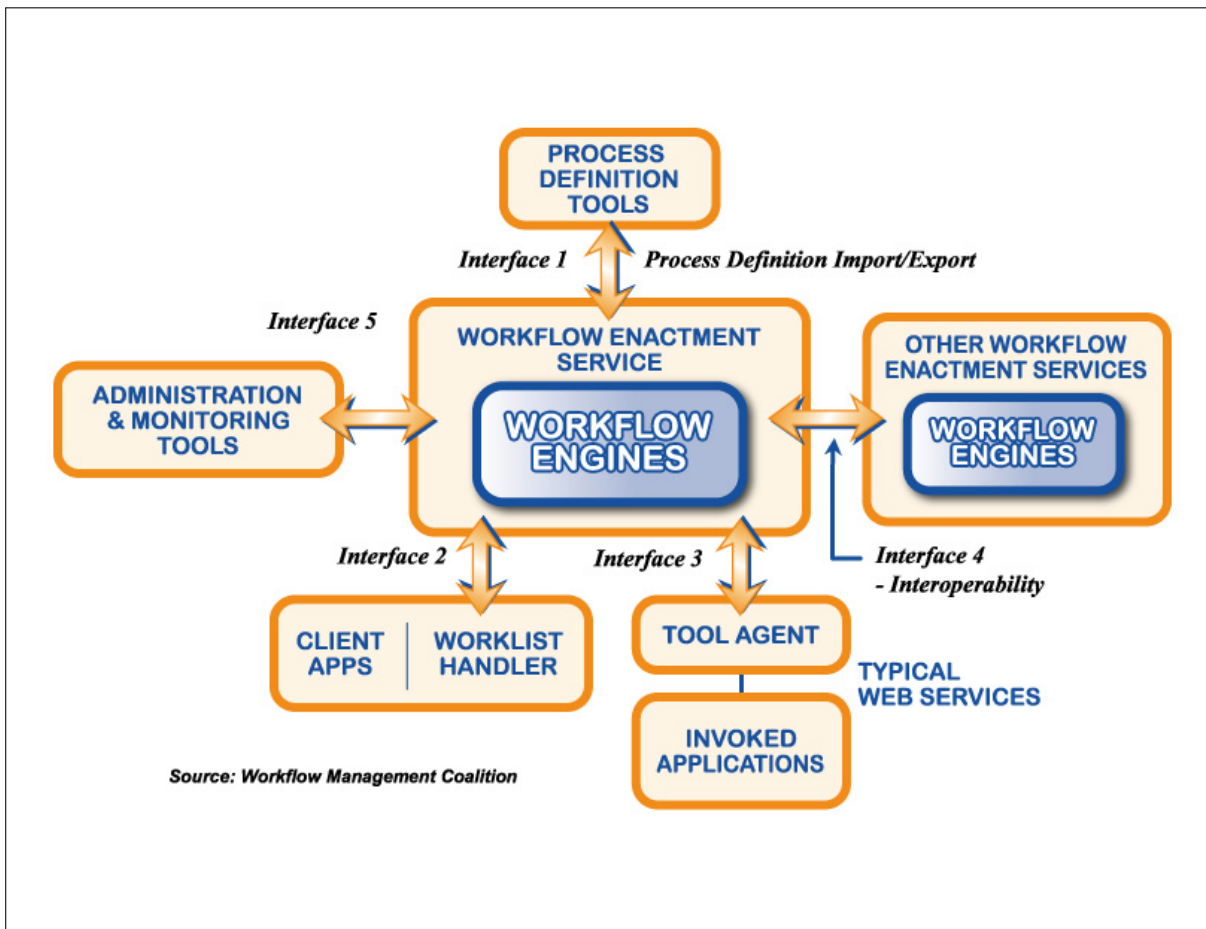 PROCESS
DEFINITION
TOOLS
Interface 1
Process Definition Import/Export
Interface 5
WORKFLOW ENACTMENT
SERVICE
WORKFLOW
ENGINES
OTHER WORKFLOW
ENACTMENT SERVICES
WORKFLOW
ENGINES
ADMINISTRATION
& MONITORING
TOOLS
Interface 2
Interface 3
Interface 4
- Interoperability
CLIENT
APPS
WORKLIST
HANDLER
TOOL AGENT
TYPICAL
WEB SERVICES
INVOKED
APPLICATIONS
Source: Workflow Management Coalition